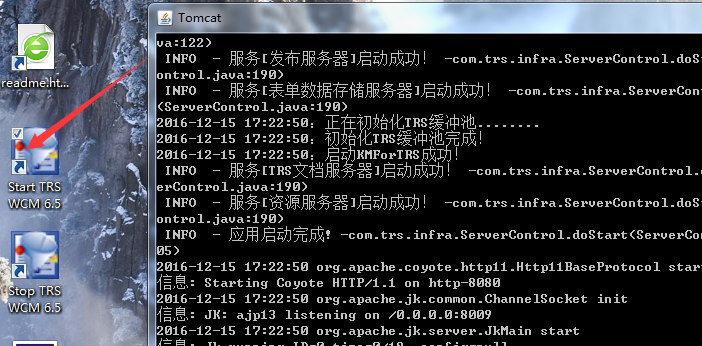 Tomcat
va:122)
INFO - 服务[发布服务器]启动成功! -com.trs.infra.ServerControl.doSt
ontrol.java:190)
INFO - 服务[表单数据存储服务器]启动成功! -com.trs.infra.ServerCo
(ServerControl.java:190)
2016-12-15 17:22:50: 正在初始化TRS缓冲池........
2016-12-15 17:22:50: 初始化TRS缓冲池完成!
2016-12-15 17:22:50: 启动KMForTRS成功!
INFO - 服务[TRS文档服务器]启动成功! -com.trs.infra.ServerControl.d
erControl.java:190)
INFO - 服务[资源服务器]启动成功! -com.trs.infra.ServerControl.doSt
ontrol.java:190)
INFO - 应用启动完成! -com.trs.infra.ServerControl.doStart(ServerCo
05)
2016-12-15 17:22:50 org.apache.coyote.http11.Http11BaseProtocol start
信息: Starting Coyote HTTP/1.1 on http-8080
2016-12-15 17:22:50 org.apache.jk.common.ChannelSocket init
信息: JK: ajp13 listening on /0.0.0.0:8009
2016-12-15 17:22:50 org.apache.jk.server.JkMain start
readme.ht...
Start TRS
WCM 6.5
Stop TRS
WCM 6.5